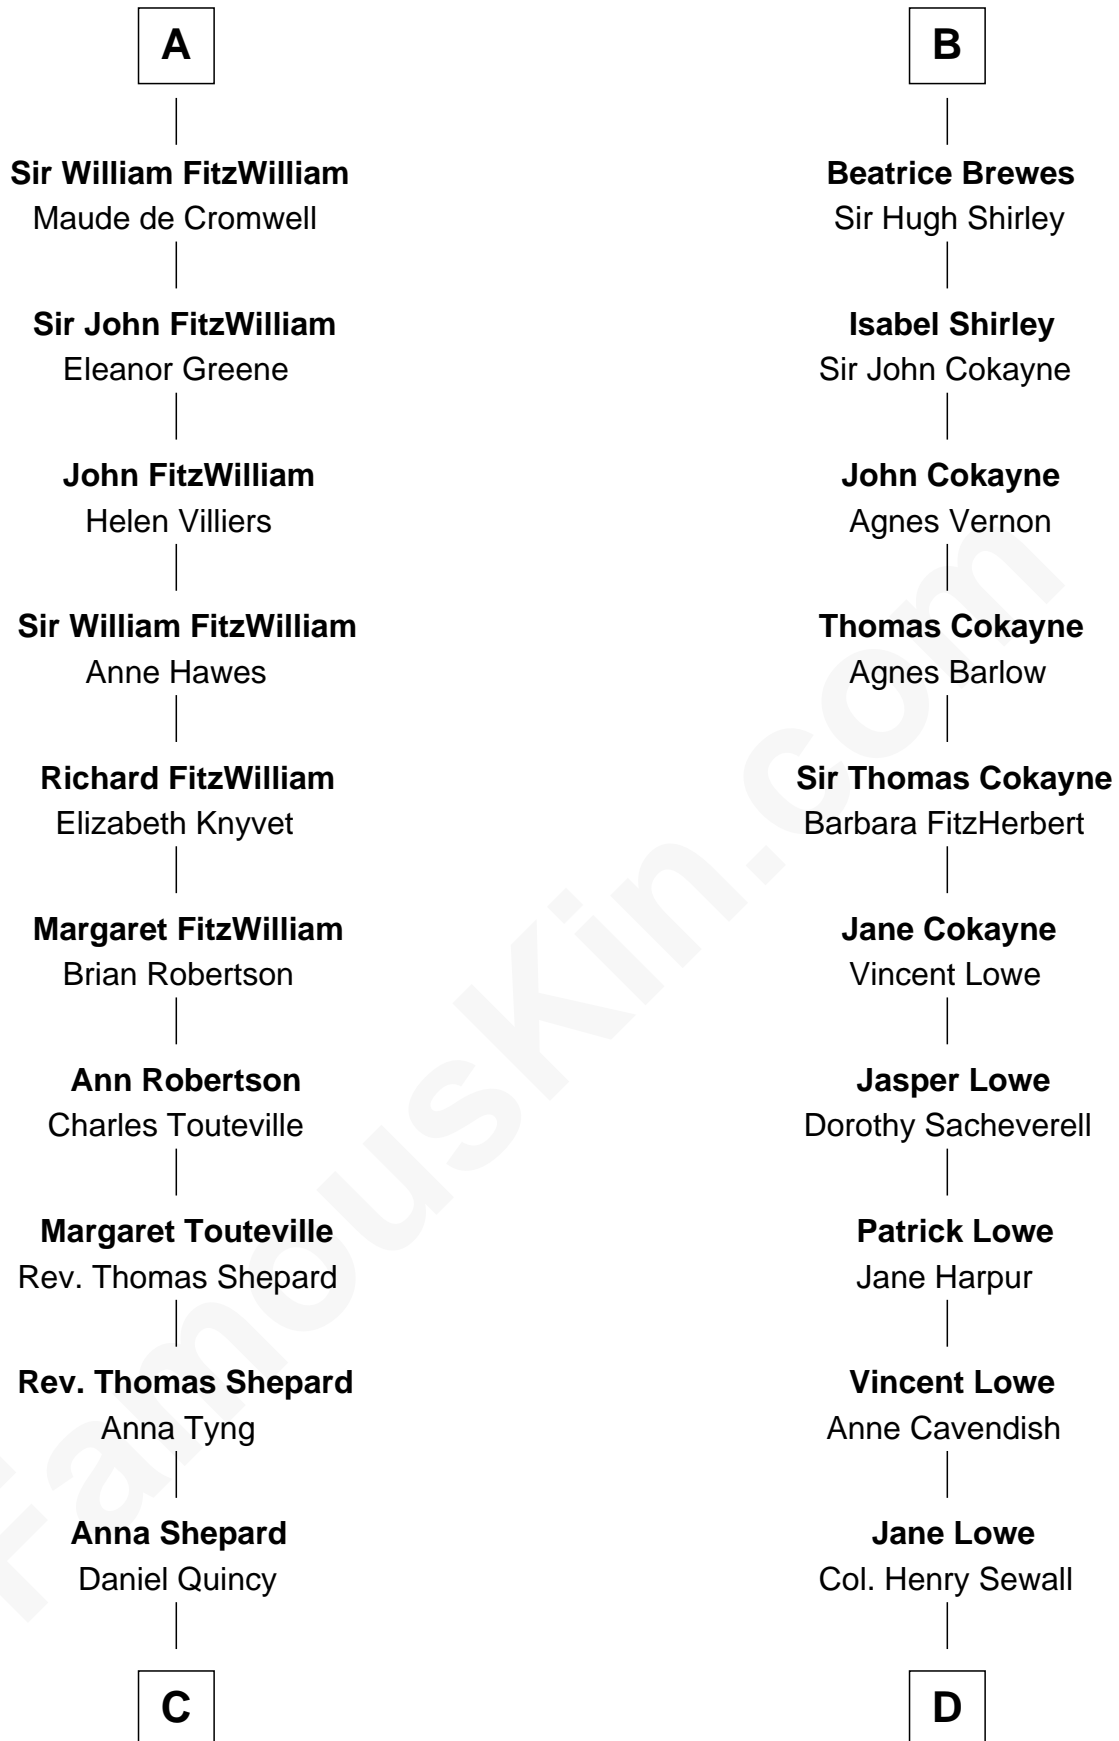 A
Sir William FitzWilliam
Maude de Cromwell
Sir John FitzWilliam
Eleanor Greene
John FitzWilliam
Helen Villiers
Sir William FitzWilliam
Anne Hawes
Richard FitzWilliam
Elizabeth Knyvet
Margaret FitzWilliam
Brian Robertson
Ann Robertson
Charles Touteville
Margaret Touteville
Rev. Thomas Shepard
Rev. Thomas Shepard
Anna Tyng
Anna Shepard
Daniel Quincy
C
B
Beatrice Brewes
Sir Hugh Shirley
Isabel Shirley
Sir John Cokayne
John Cokayne
Agnes Vernon
Thomas Cokayne
Agnes Barlow
Sir Thomas Cokayne
Barbara FitzHerbert
Jane Cokayne
Vincent Lowe
Jasper Lowe
Dorothy Sacheverell
Patrick Lowe
Jane Harpur
Vincent Lowe
Anne Cavendish
Jane Lowe
Col. Henry Sewall
D
FamousKin.com